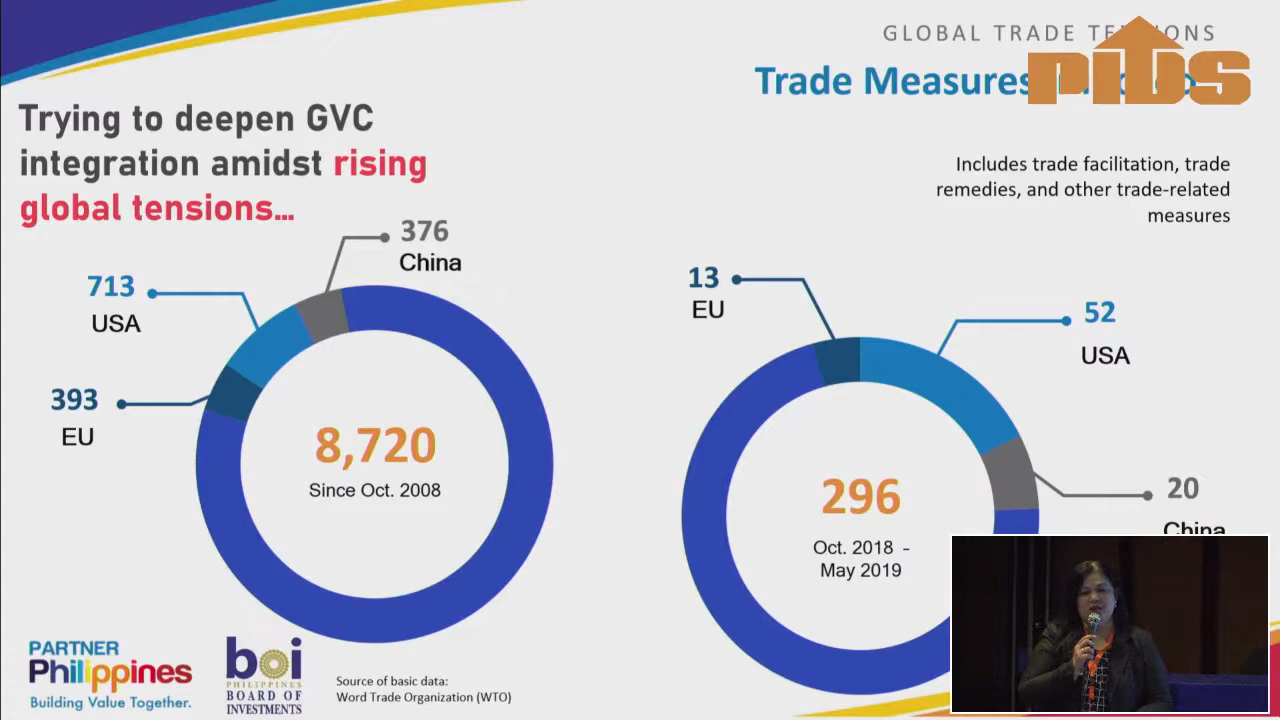 GLOBAL TRADE
PIDS
Trade Measures
Trying to deepen GVC
integration amidst rising
global tensions...
Includes trade facilitation, trade
remedies, and other trade-related
measures
376
China
713
USA
393
EU
8,720
Since Oct. 2008
13
EU
52
USA
296
Oct. 2018 -
May 2019
20
China
PARTNER
Philippines
Building Value Together.
boi
PHILIPPINES
BOARD OF
INVESTMENTS
Source of basic data:
Word Trade Organization (WTO)